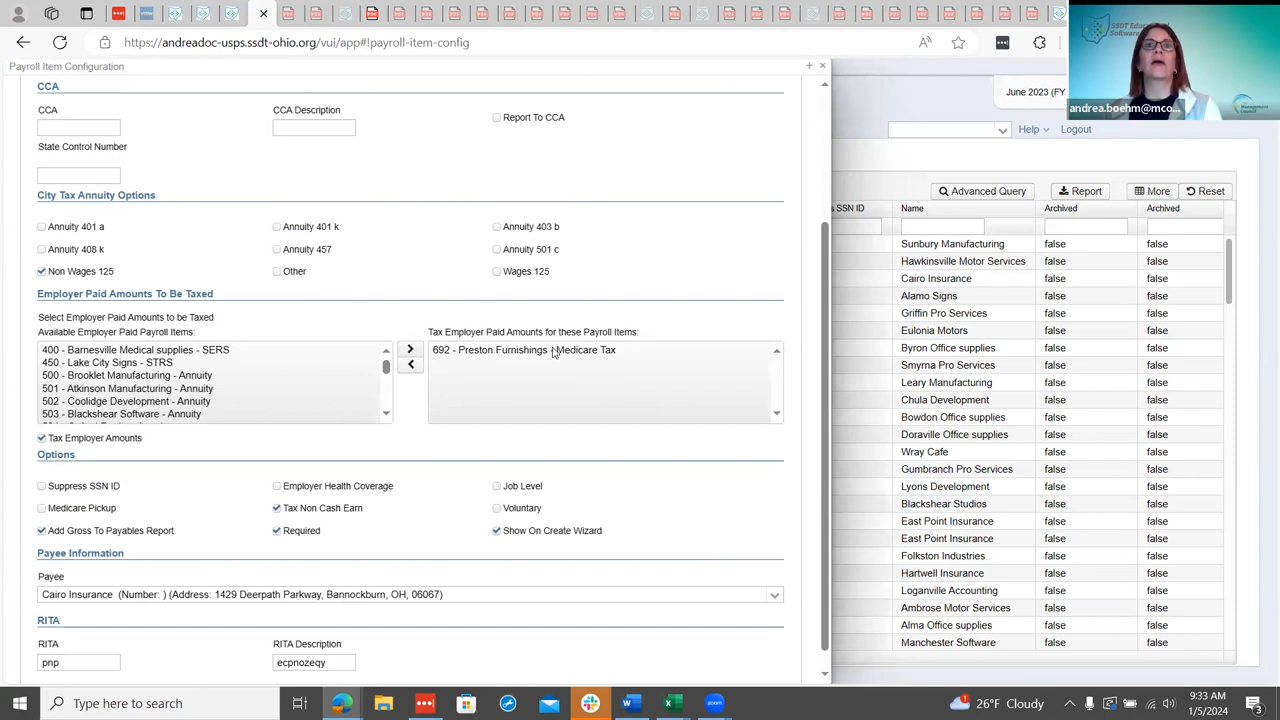 https://andreadoc-usps.ssdt-ohio.org/vui/app#!payroll-item-config
SSDT Educational
Software
Management
Council
andrea.boehm@mco...
Payroll Item Configuration
June 2023 (FY
Help
Logout
CCA
CCA
CCA Description
Report To CCA
State Control Number
City Tax Annuity Options
Annuity 401 a
Annuity 401 k
Annuity 403 b
Annuity 408 k
Annuity 457
Annuity 501 c
Non Wages 125
Other
Wages 125
Employer Paid Amounts To Be Taxed
Select Employer Paid Amounts to be Taxed
Available Employer Paid Payroll Items:
400 - Barnesville Medical supplies - SERS
450 - Lake City Signs - STRS
500 - Brooklet Manufacturing - Annuity
501 - Atkinson Manufacturing - Annuity
502 - Coolidge Development - Annuity
503 - Blackshear Software - Annuity
Tax Employer Paid Amounts for these Payroll Items:
692 - Preston Furnishings - Medicare Tax
Tax Employer Amounts
Options
Suppress SSN ID
Employer Health Coverage
Job Level
Medicare Pickup
Tax Non Cash Earn
Voluntary
Add Gross To Payables Report
Required
Show On Create Wizard
Payee Information
Payee
Cairo Insurance (Number: ) (Address: 1429 Deerpath Parkway, Bannockburn, OH, 06067)
RITA
RITA
RITA Description
pnp
ecpnozeqy
Advanced Query
Report
More
Reset
s SSN ID
Name
Archived
Archived
Sunbury Manufacturing false false
Hawkinsville Motor Services false false
Cairo Insurance false false
Alamo Signs false false
Griffin Pro Services false false
Eulonia Motors false false
Byron Office supplies false false
Smyrna Pro Services false false
Leary Manufacturing false false
Chula Development false false
Bowdon Office supplies false false
Doraville Office supplies false false
Wray Cafe false false
Gumbranch Pro Services false false
Lyons Development false false
Blackshear Studios false false
East Point Insurance false false
East Point Insurance false false
Folkston Industries false false
Hartwell Insurance false false
Loganville Accounting false false
Ambrose Motor Services false false
Alma Office supplies false false
Manchester Software false false
Type here to search
26°F Cloudy
9:33 AM
1/5/2024
3